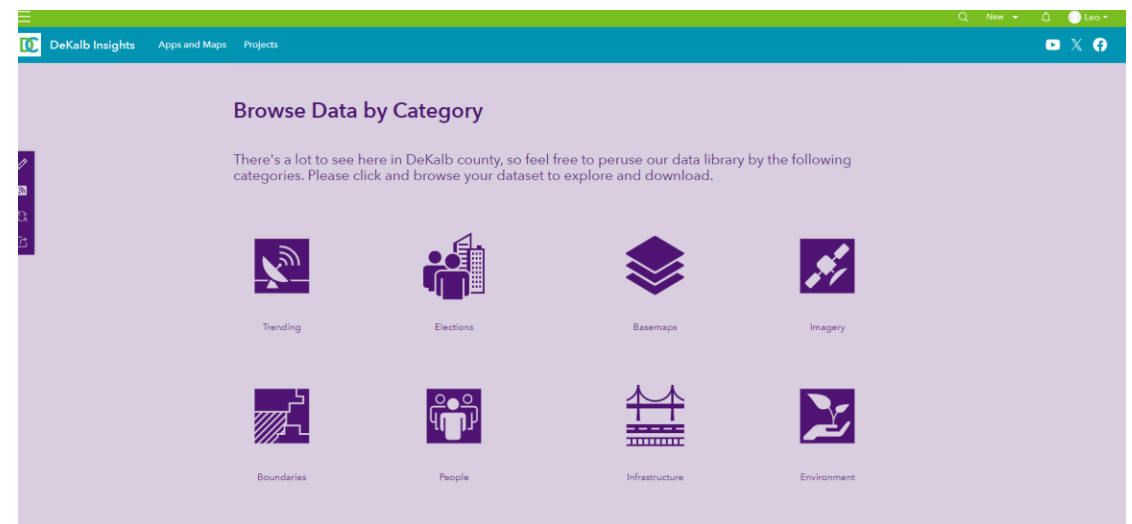 New
Leo
DC DeKalb Insights Apps and Maps Projects
Browse Data by Category
There's a lot to see here in DeKalb county, so feel free to peruse our data library by the following
categories. Please click and browse your dataset to explore and download.
Trending Elections Basemaps Imagery
Boundaries People Infrastructure Environment